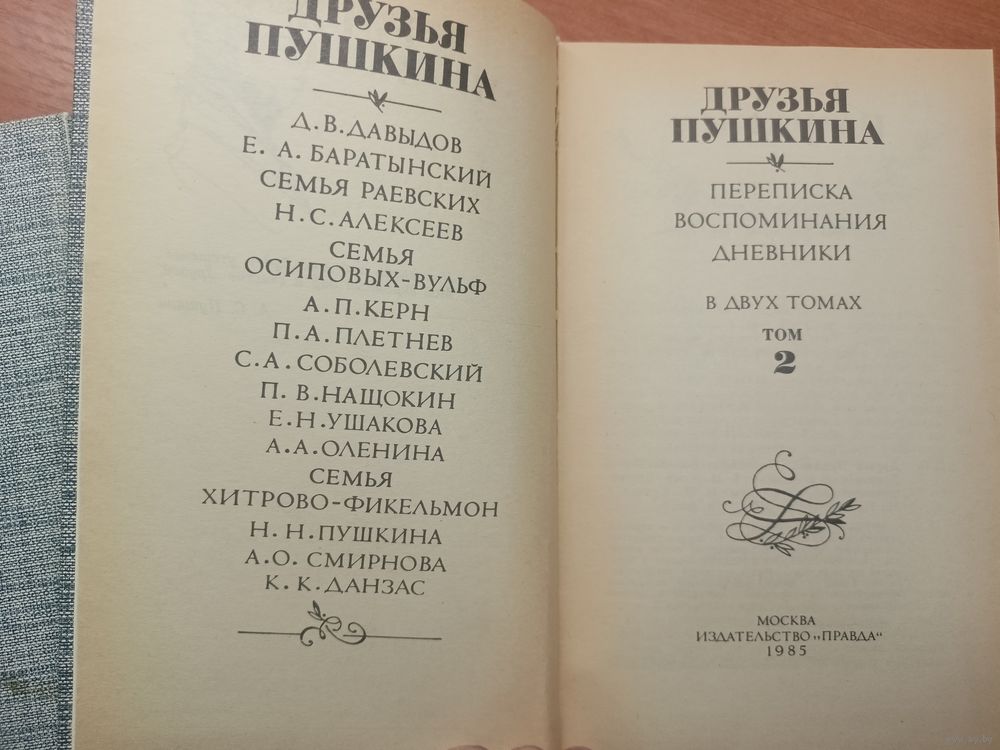 ДРУЗЬЯ
ПУШКИНА
Д.В.ДАВЫДОВ
Е. А. БАРАТЫНСКИЙ
СЕМЬЯ РАЕВСКИХ
Н.С.АЛЕКСЕЕВ
СЕМЬЯ
ОСИПОВЫХ-ВУЛЬФ
А.П.КЕРН
П.А.ПЛЕТНЕВ
С.А.СОБОЛЕВСКИЙ
П. В.НАЩОКИН
Е.Н.УШАКОВА
А.А.ОЛЕНИНА
СЕМЬЯ
ХИТРОВО-ФИКЕЛЬМОН
Н. Н.ПУШКИНА
А.О. СМИРНОВА
К. К.ДАНЗАС
ДРУЗЬЯ
ПУШКИНА
ПЕРЕПИСКА
ВОСПОМИНАНИЯ
ДНЕВНИКИ
В ДВУХ ТОМАХ
ТОМ
2
МОСКВА
ИЗДАТЕЛЬСТВО „ПРАВДА“
1985